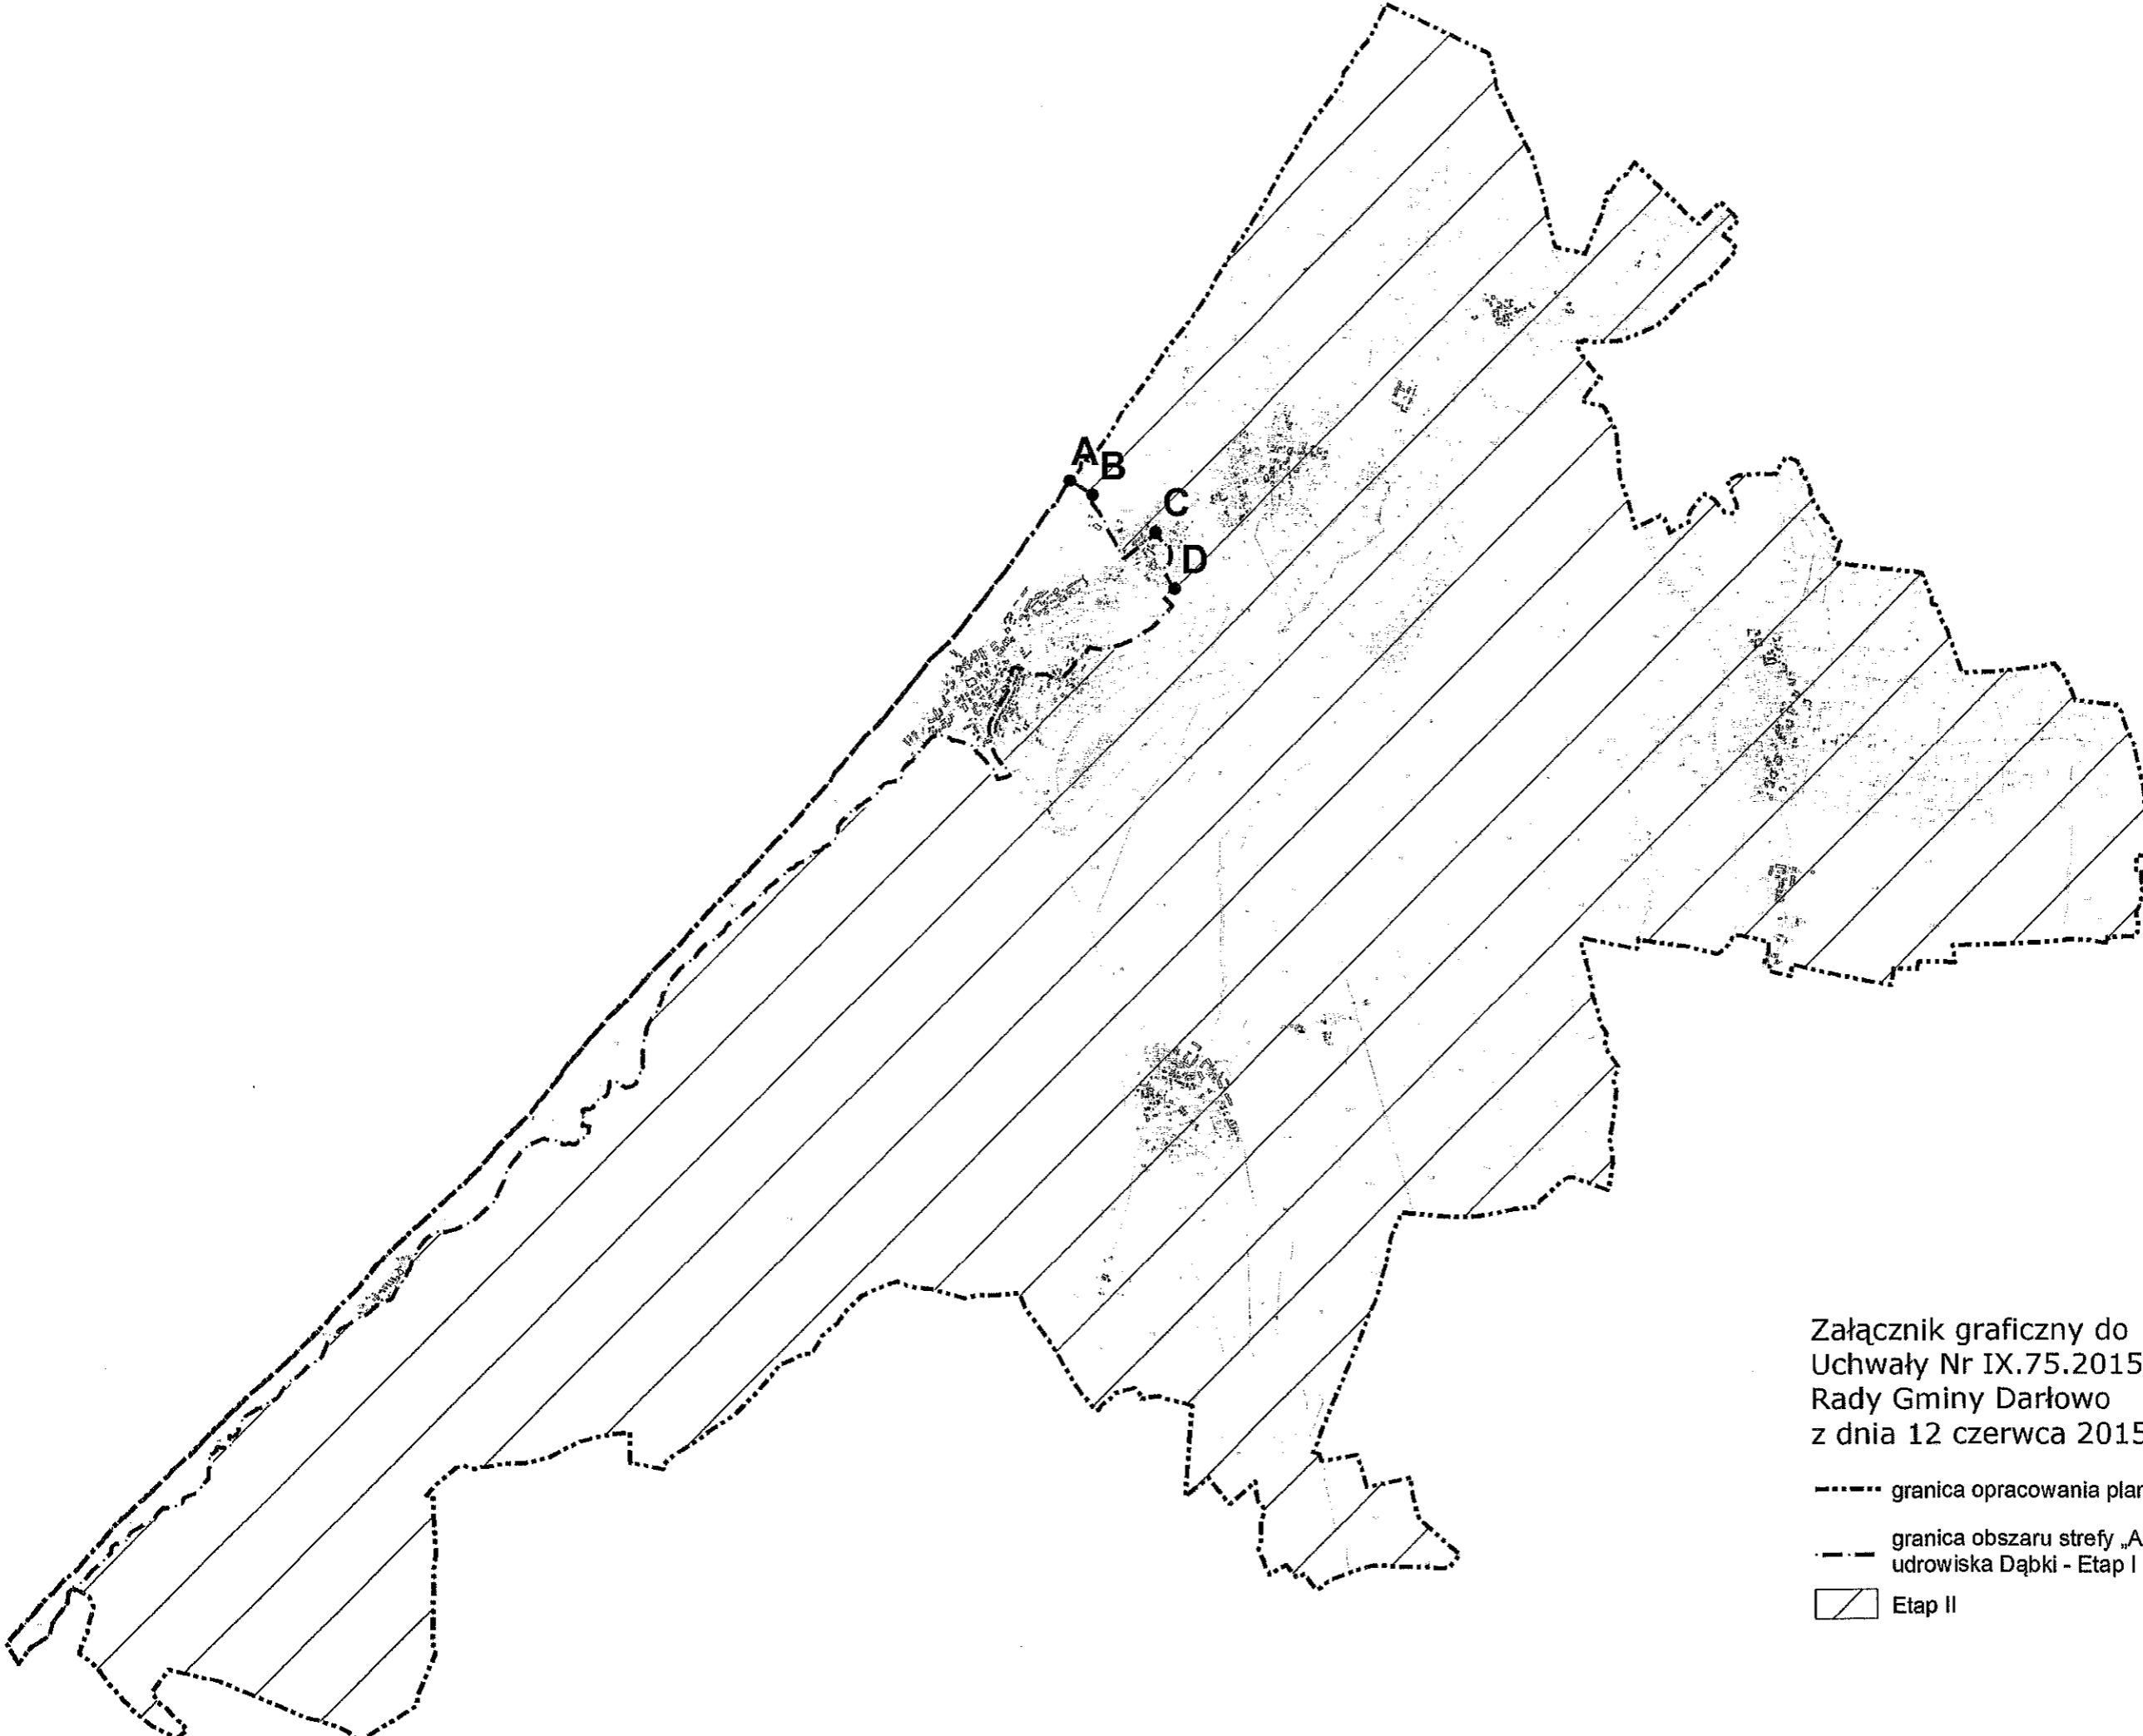 A
B
C
D
Załącznik graficzny do
Uchwały Nr IX.75.2015
Rady Gminy Darłowo
z dnia 12 czerwca 2015
granica opracowania
granica obszaru strefy „A
udrowiska Dąbki - Etap I
Etap II